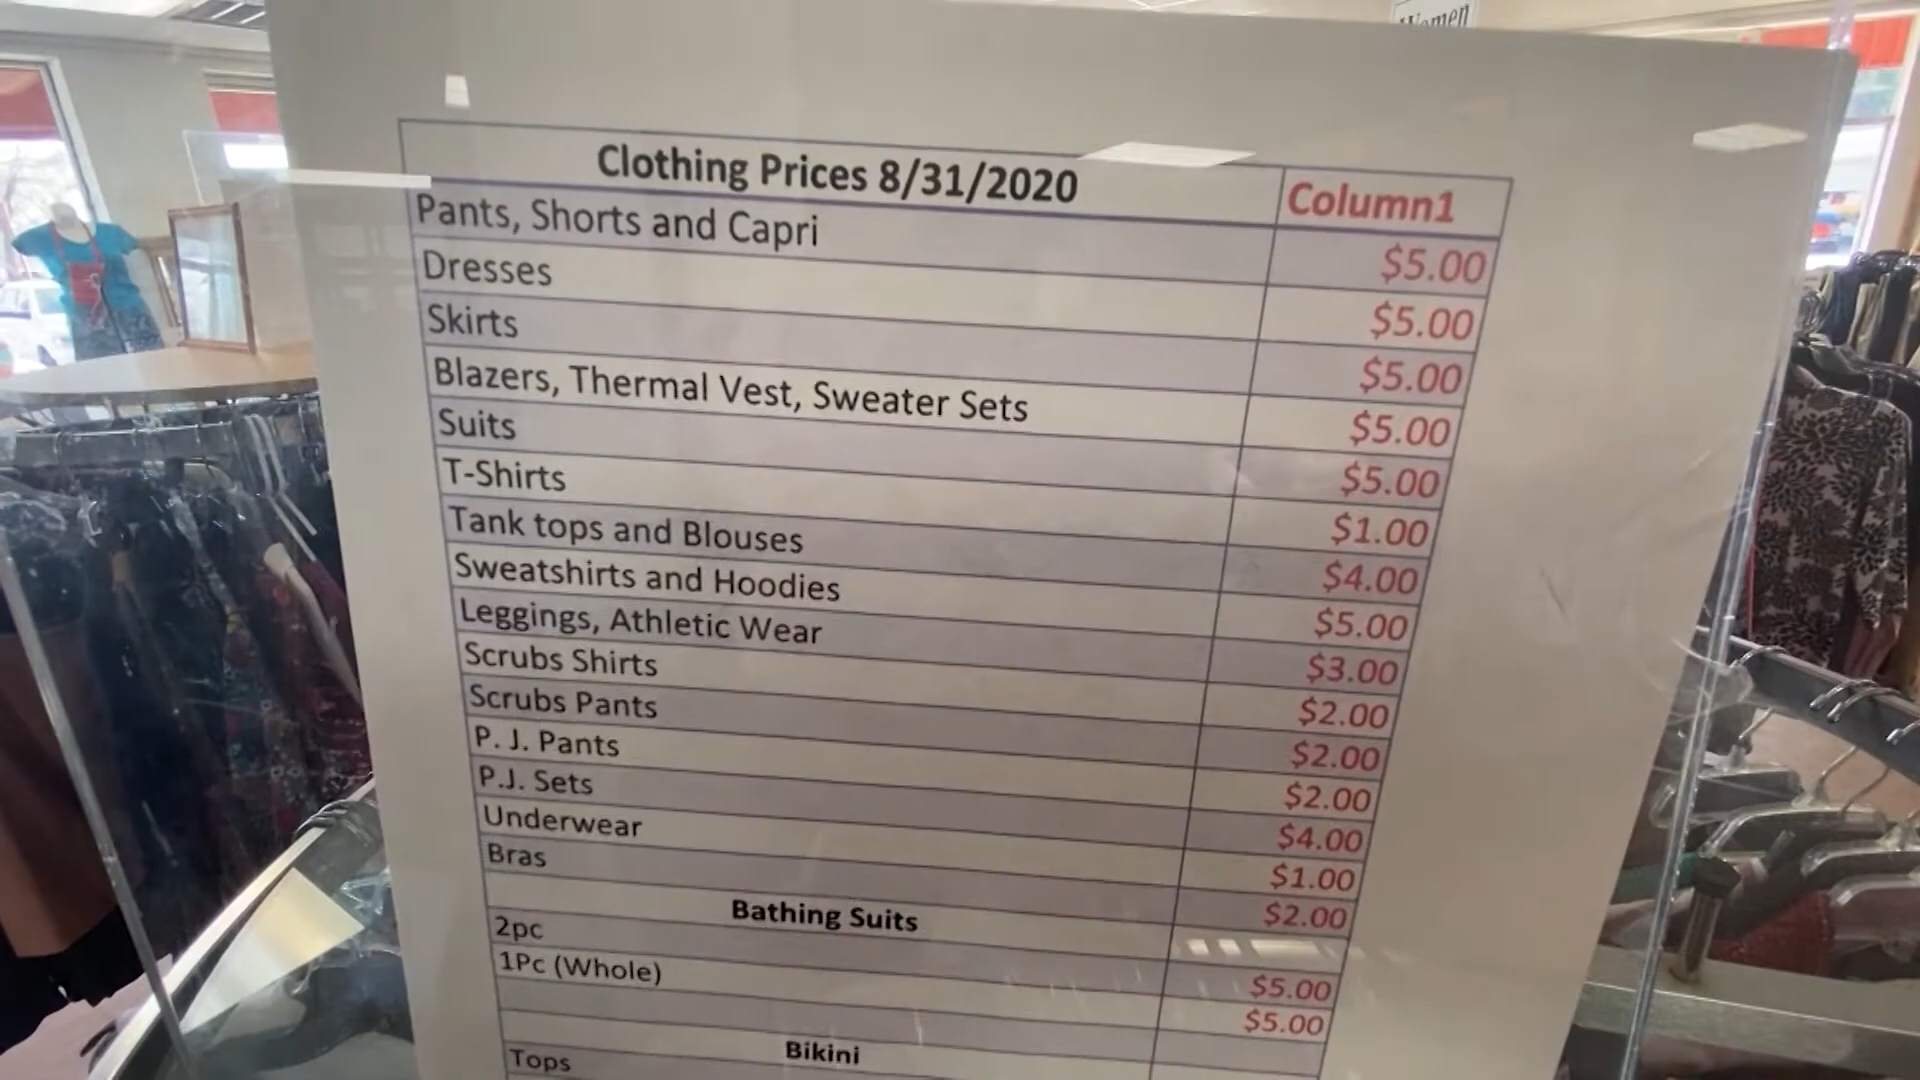 Women
Clothing Prices 8/31/2020 Column1
Pants, Shorts and Capri $5.00
Dresses $5.00
Skirts $5.00
Blazers, Thermal Vest, Sweater Sets $5.00
Suits $5.00
T-Shirts $1.00
Tank tops and Blouses $4.00
Sweatshirts and Hoodies $5.00
Leggings, Athletic Wear $3.00
Scrubs Shirts $2.00
Scrubs Pants $2.00
P. J. Pants $2.00
P.J. Sets $4.00
Underwear $1.00
Bras $2.00
Bathing Suits
2pc $5.00
1Pc (Whole) $5.00
Bikini
Tops